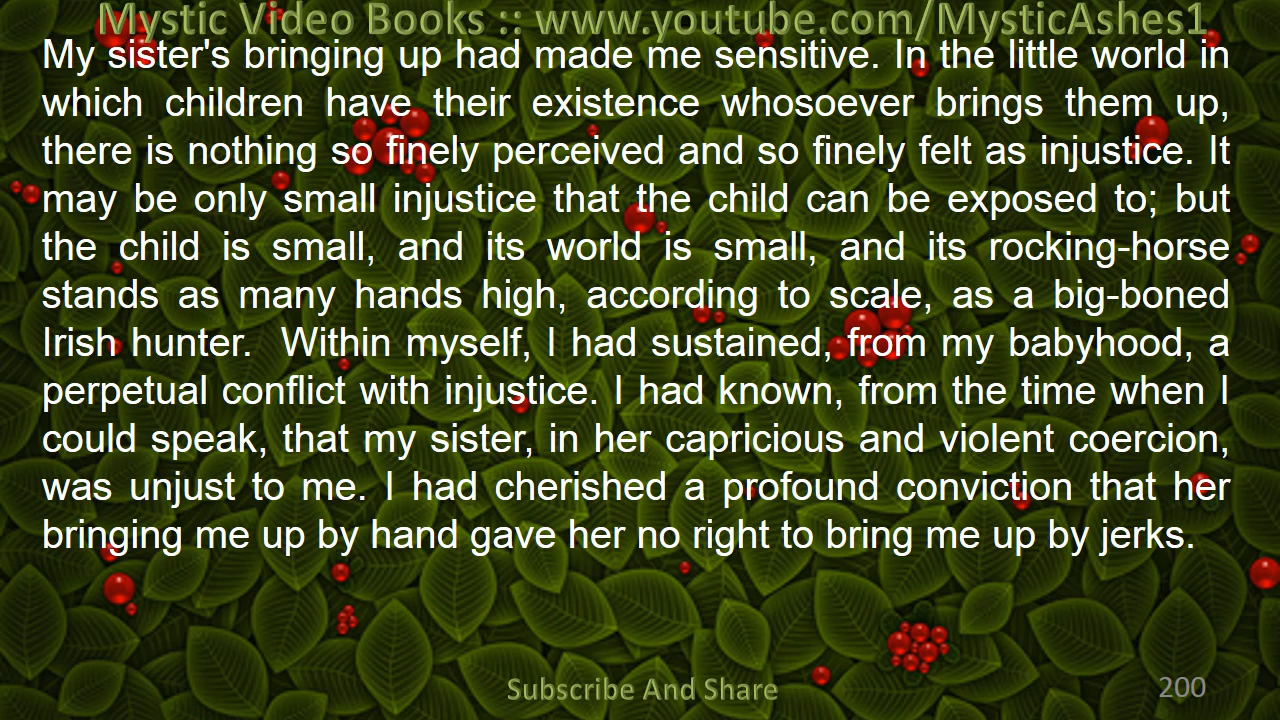 Mystic Video Books :: www.youtube.com/MysticAshes1
My sister's bringing up had made me sensitive. In the little world in
which children have their existence whosoever brings them up,
there is nothing so finely perceived and so finely felt as injustice. It
may be only small injustice that the child can be exposed to; but
the child is small, and its world is small, and its rocking-horse
stands as many hands high, according to scale, as a big-boned
Irish hunter.  Within myself, I had sustained, from my babyhood, a
perpetual conflict with injustice. I had known, from the time when I
could speak, that my sister, in her capricious and violent coercion,
was unjust to me. I had cherished a profound conviction that her
bringing me up by hand gave her no right to bring me up by jerks.
Subscribe And Share
200